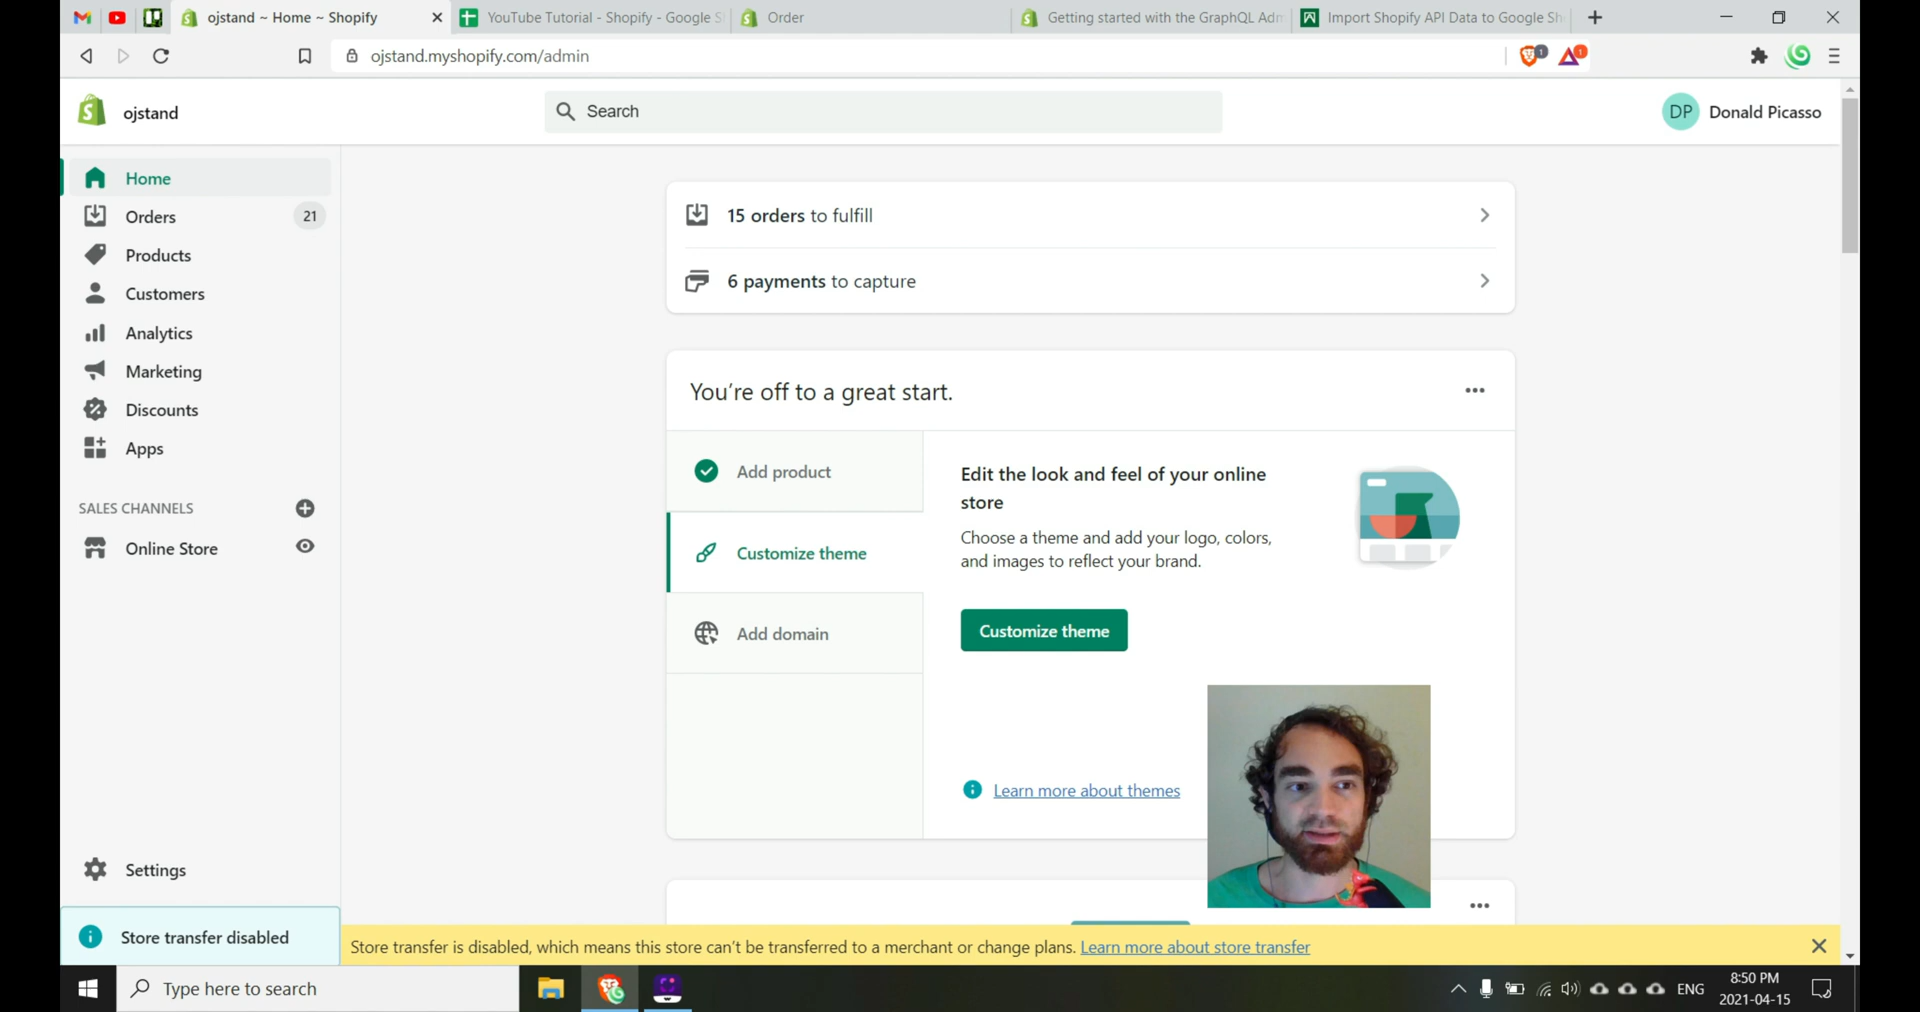 ojstand ~ Home ~ Shopify
YouTube Tutorial - Shopify - Google S
Order
Getting started with the GraphQL Adm
Import Shopify API Data to Google Sh
ojstand.myshopify.com/admin
1
1
ojstand
Search
DP
Donald Picasso
Home
Orders
21
Products
Customers
Analytics
Marketing
Discounts
Apps
SALES CHANNELS
Online Store
Settings
Store transfer disabled
15 orders to fulfill
6 payments to capture
You're off to a great start.
Add product
Customize theme
Add domain
Edit the look and feel of your online
store
Choose a theme and add your logo, colors,
and images to reflect your brand.
Customize theme
Learn more about themes
Store transfer is disabled, which means this store can't be transferred to a merchant or change plans. Learn more about store transfer
Type here to search
ENG
8:50 PM
2021-04-15